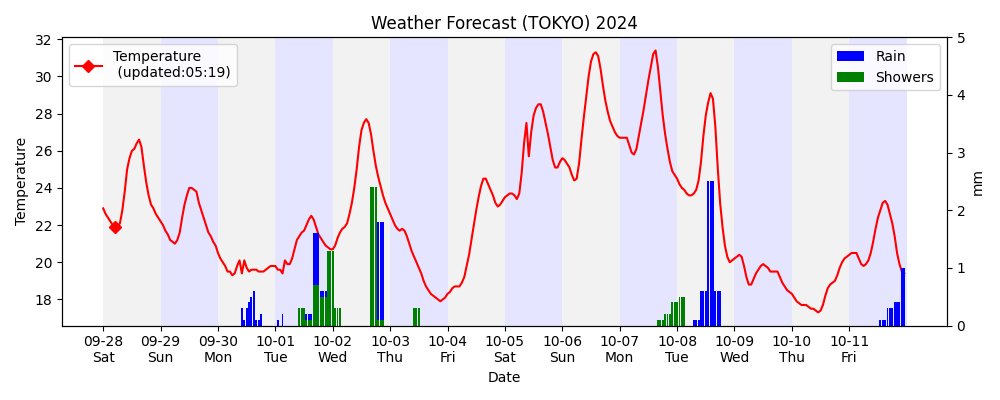 Weather Forecast (TOKYO) 2024
Temperature
(updated:05:19)
Rain
Showers
Temperature
32
30
28
26
24
22
20
18
5
4
3
2
1
0
mm
09-28 09-29 09-30 10-01 10-02 10-03 10-04 10-05 10-06 10-07 10-08 10-09 10-10 10-11
Sat Sun Mon Tue Wed Thu Fri Sat Sun Mon Tue Wed Thu Fri
Date